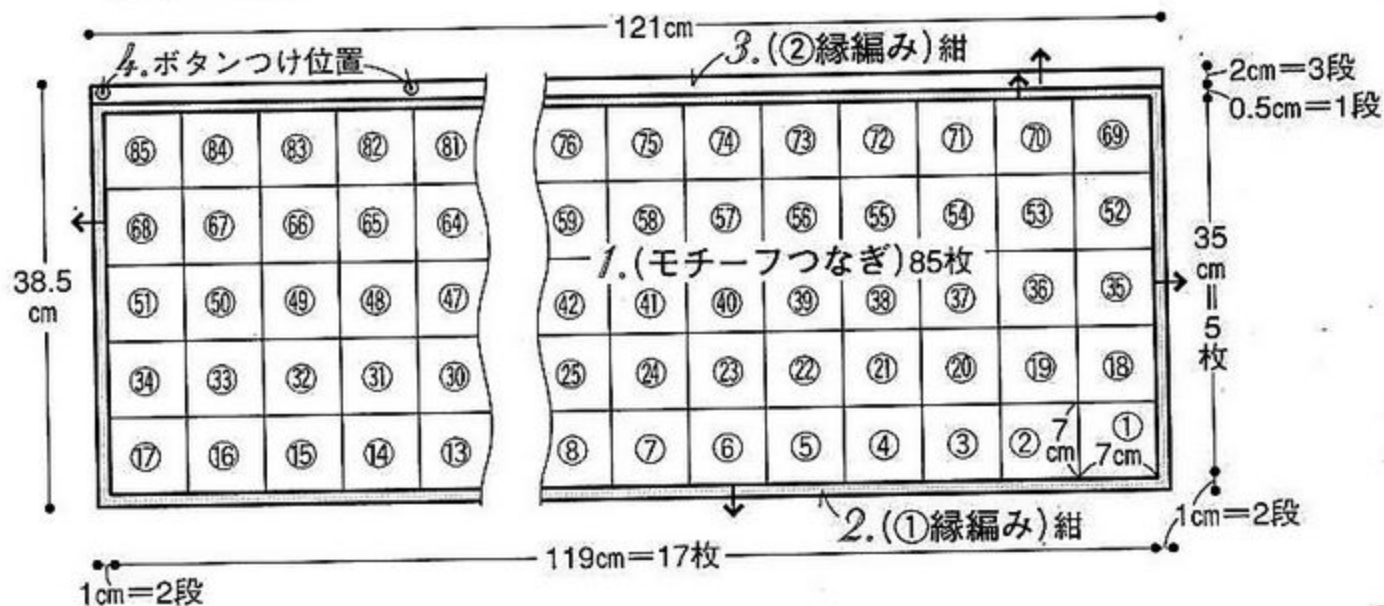 121cm
4.ボタンつけ位置
3.(②縁編み)紺
2cm=3段
0.5cm=1段
85 84 83 82 81 76 75 74 73 72 71 70 69
68 67 66 65 64 59 58 57 56 55 54 53 52
1.(モチーフつなぎ)85枚
38.5cm
35cm=5枚
51 50 49 48 47 42 41 40 39 38 37 36 35
34 33 32 31 30 25 24 23 22 21 20 19 18
17 16 15 14 13 8 7 6 5 4 3 2 1
7cm
7cm
2.(①縁編み)紺
1cm=2段
119cm=17枚
1cm=2段